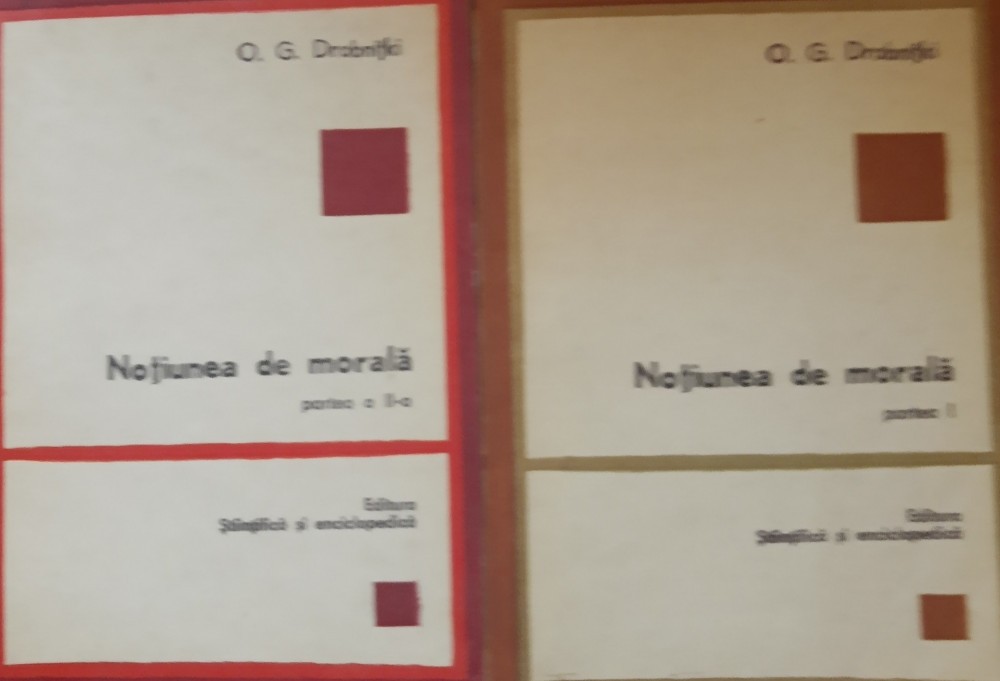 O. G. Drobnițki
Noțiunea de morală
partea a II-a
Editura
Științifică și enciclopedică
O. G. Drobnițki
Noțiunea de morală
partea I
Editura
Științifică și enciclopedică